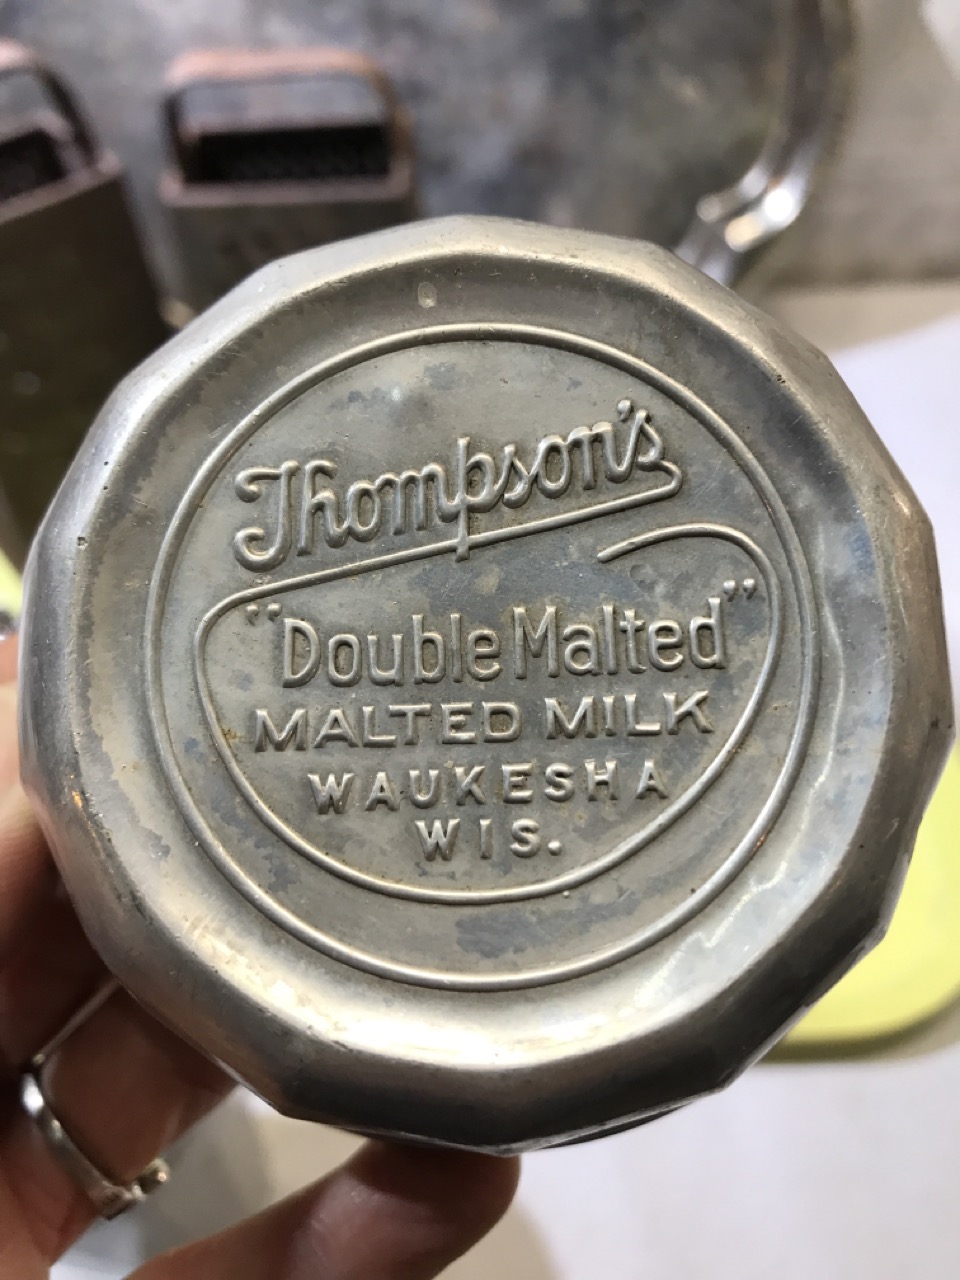 Thompson's
"Double Malted"
MALTED MILK
WAUKESHA
WIS.